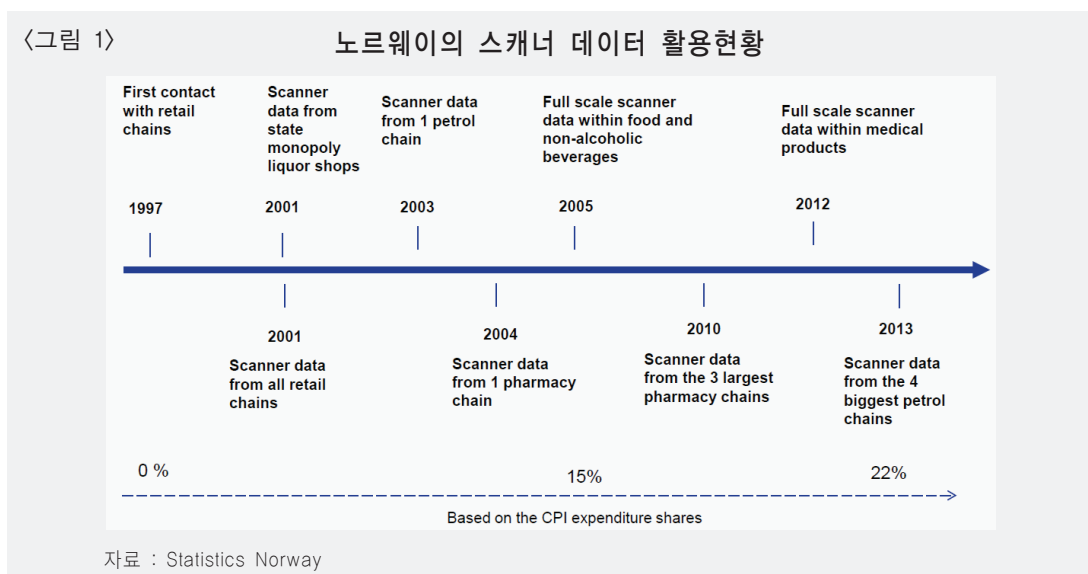 〈그림 1〉
노르웨이의 스캐너 데이터 활용현황
First contact
with retail
chains
Scanner
data from
state
monopoly
liquor shops
Scanner data
from 1 petrol
chain
Full scale scanner
data within food and
non-alcoholic
beverages
Full scale scanner
data within medical
products
1997
2001
2003
2005
2012
2001
Scanner data
from all retail
chains
2004
Scanner data
from 1 pharmacy
chain
2010
Scanner data
from the 3 largest
pharmacy chains
2013
Scanner data
from the 4
biggest petrol
chains
0 %
15%
22%
Based on the CPI expenditure shares
자료 : Statistics Norway